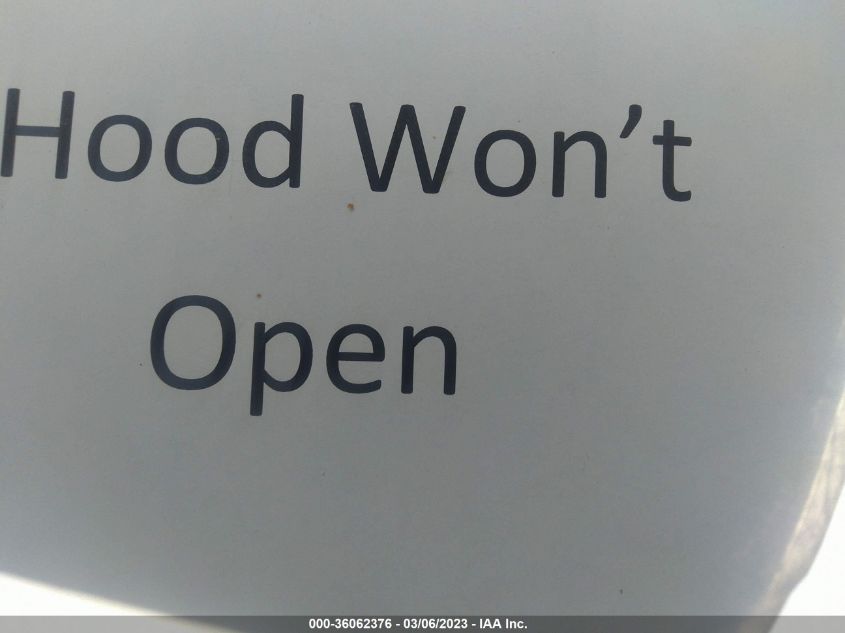 Hood Won’t
Open
000-36062376 - 03/06/2023 - IAA Inc.